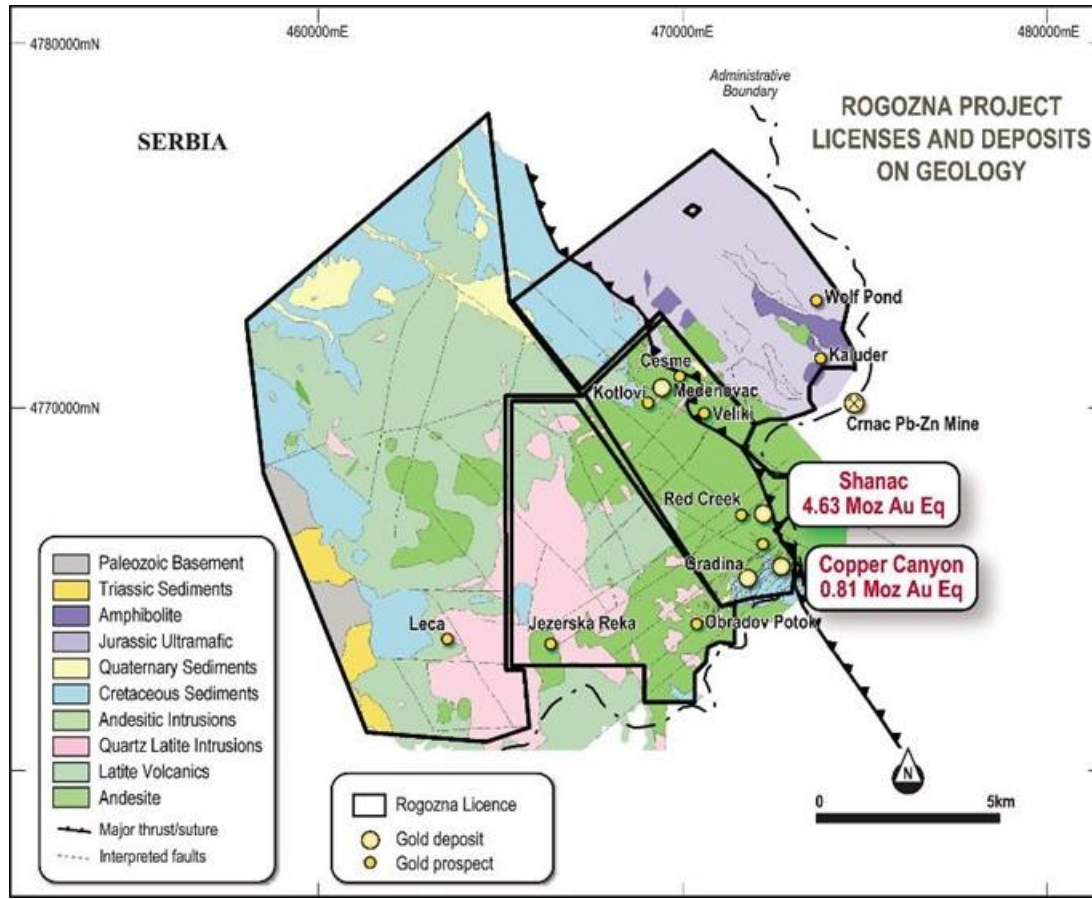 460000mE
470000mE
480000mE
4780000mN
4770000mN
Administrative
Boundary
ROGOZNA PROJECT
LICENSES AND DEPOSITS
ON GEOLOGY
SERBIA
Wolf Pond
Kaluder
Cesme
Medenovac
Kotlovi
Veliki
Crnac Pb-Zn Mine
Shanac
4.63 Moz Au Eq
Red Creek
Gradina
Copper Canyon
0.81 Moz Au Eq
Leca
Jezerska Reka
Obradov Potok
Paleozoic Basement
Triassic Sediments
Amphibolite
Jurassic Ultramafic
Quaternary Sediments
Cretaceous Sediments
Andesitic Intrusions
Quartz Latite Intrusions
Latite Volcanics
Andesite
Major thrust/suture
Interpreted faults
Rogozna Licence
Gold deposit
Gold prospect
N
0
5km